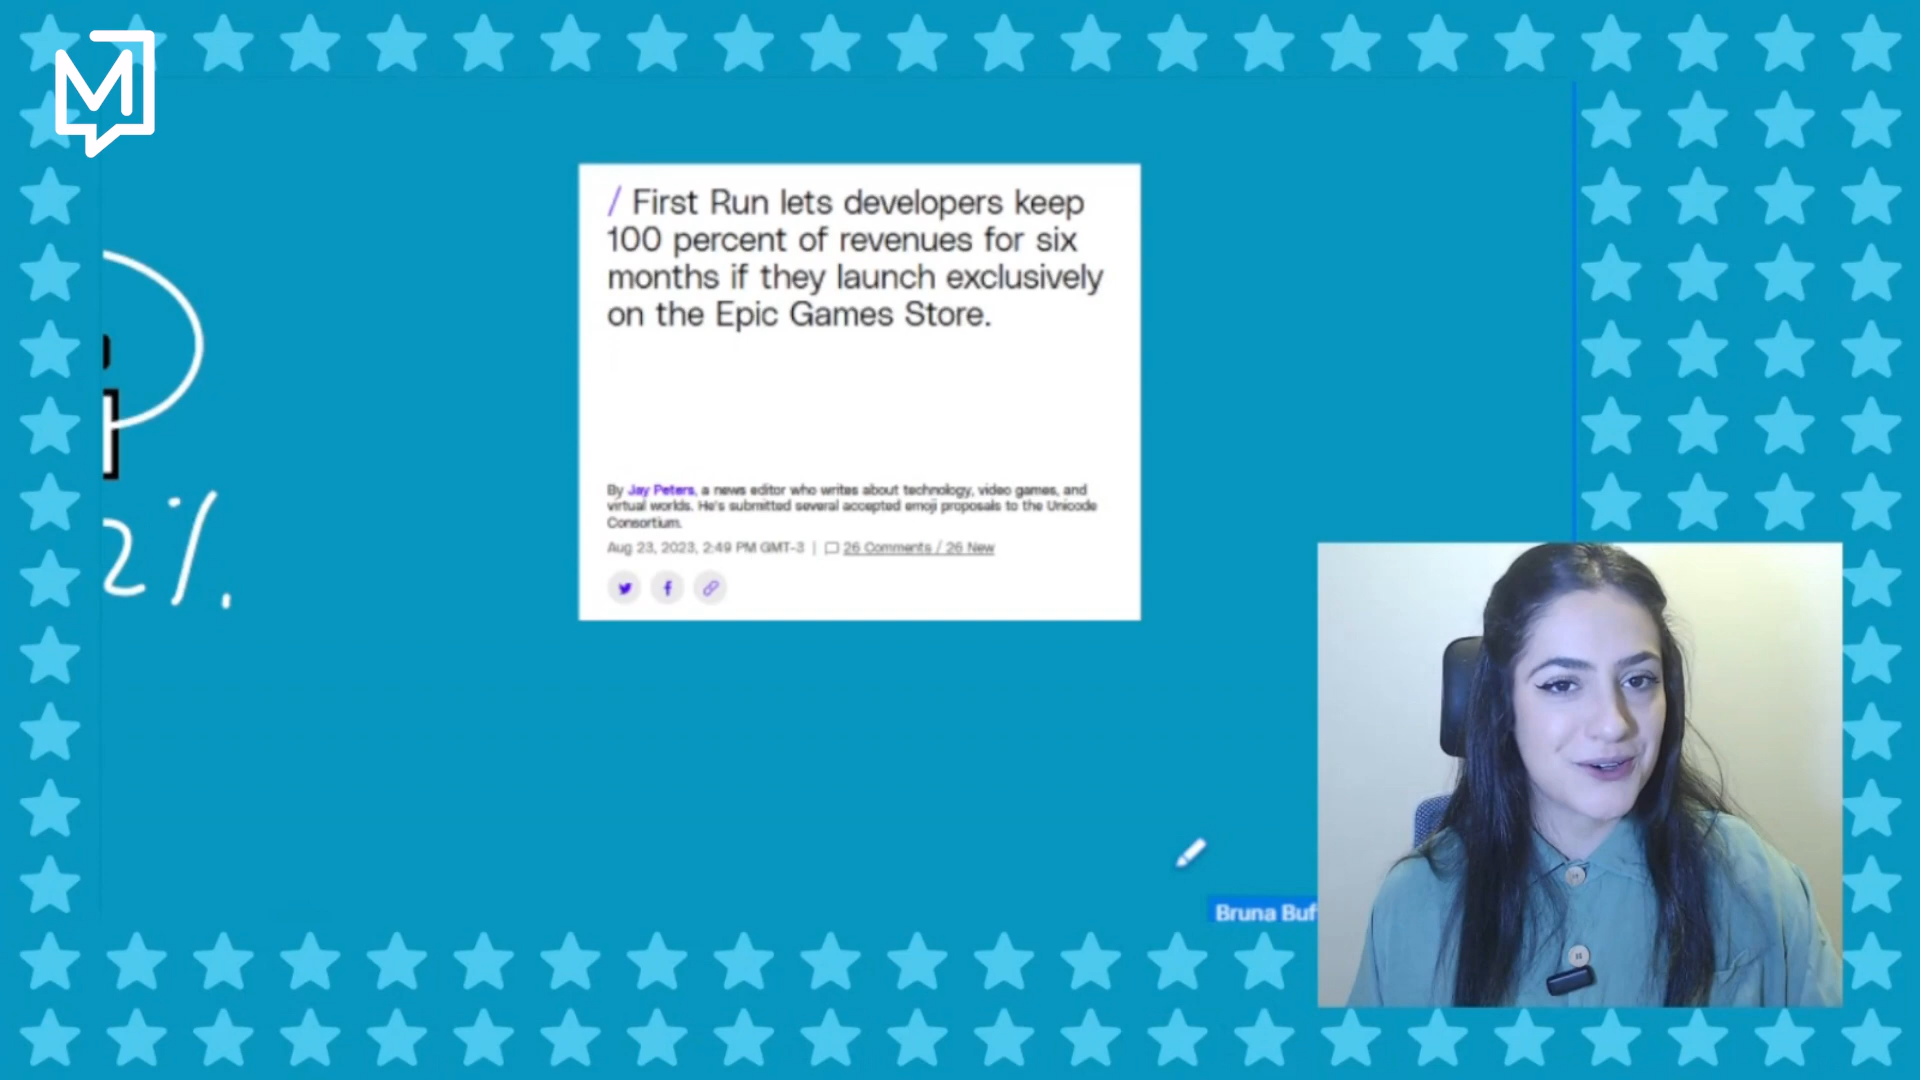 M
/ First Run lets developers keep
100 percent of revenues for six
months if they launch exclusively
on the Epic Games Store.
By Jay Peters, a news editor who writes about technology, video games, and
virtual worlds. He's submitted several accepted emoji proposals to the Unicode
Consortium.
Aug 23, 2023, 2:49 PM GMT-3 | 26 Comments / 26 New
2%.
Bruna Buf